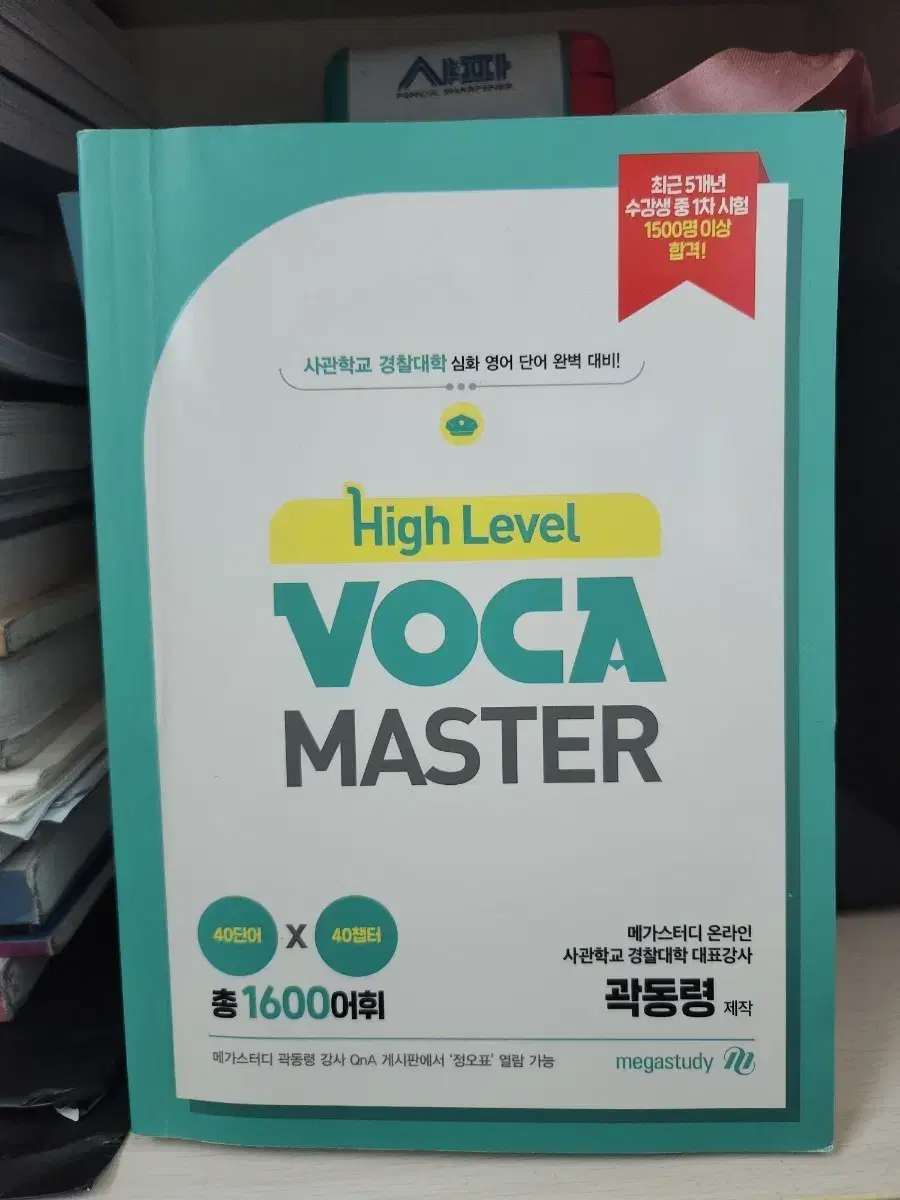 샤파
PENCIL SHARPENER
최근 5개년
수강생 중 1차 시험
1500명 이상
합격!
사관학교 경찰대학 심화 영어 단어 완벽 대비!
High Level
VOCA
MASTER
40단어 X 40챕터
총 1600어휘
메가스터디 온라인
사관학교 경찰대학 대표강사
곽동령 제작
메가스터디 곽동령 강사 QnA 게시판에서 '정오표' 열람 가능
megastudy